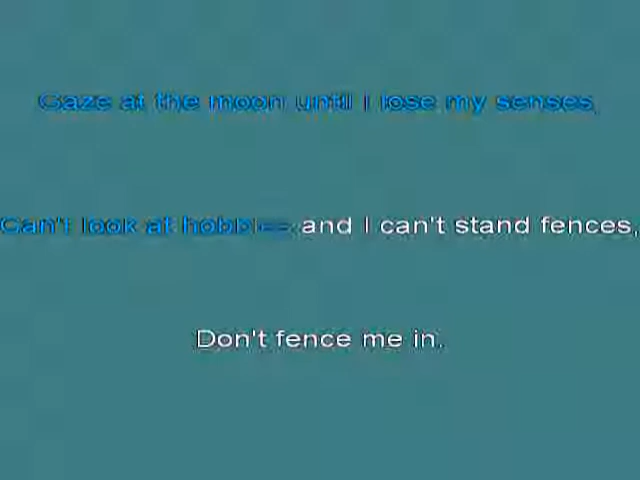 Gaze at the moon until I lose my senses,
Can't look at hobbles and I can't stand fences,
Don't fence me in.